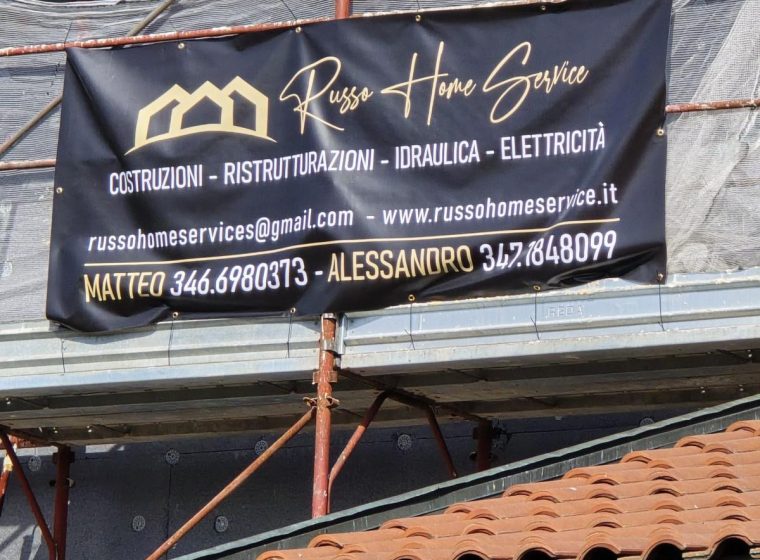 Russo Home Service
COSTRUZIONI - RISTRUTTURAZIONI - IDRAULICA - ELETTRICITÀ
russohomeservices@gmail.com - www.russohomeservice.it
MATTEO 346.6980373 - ALESSANDRO 347.1848099